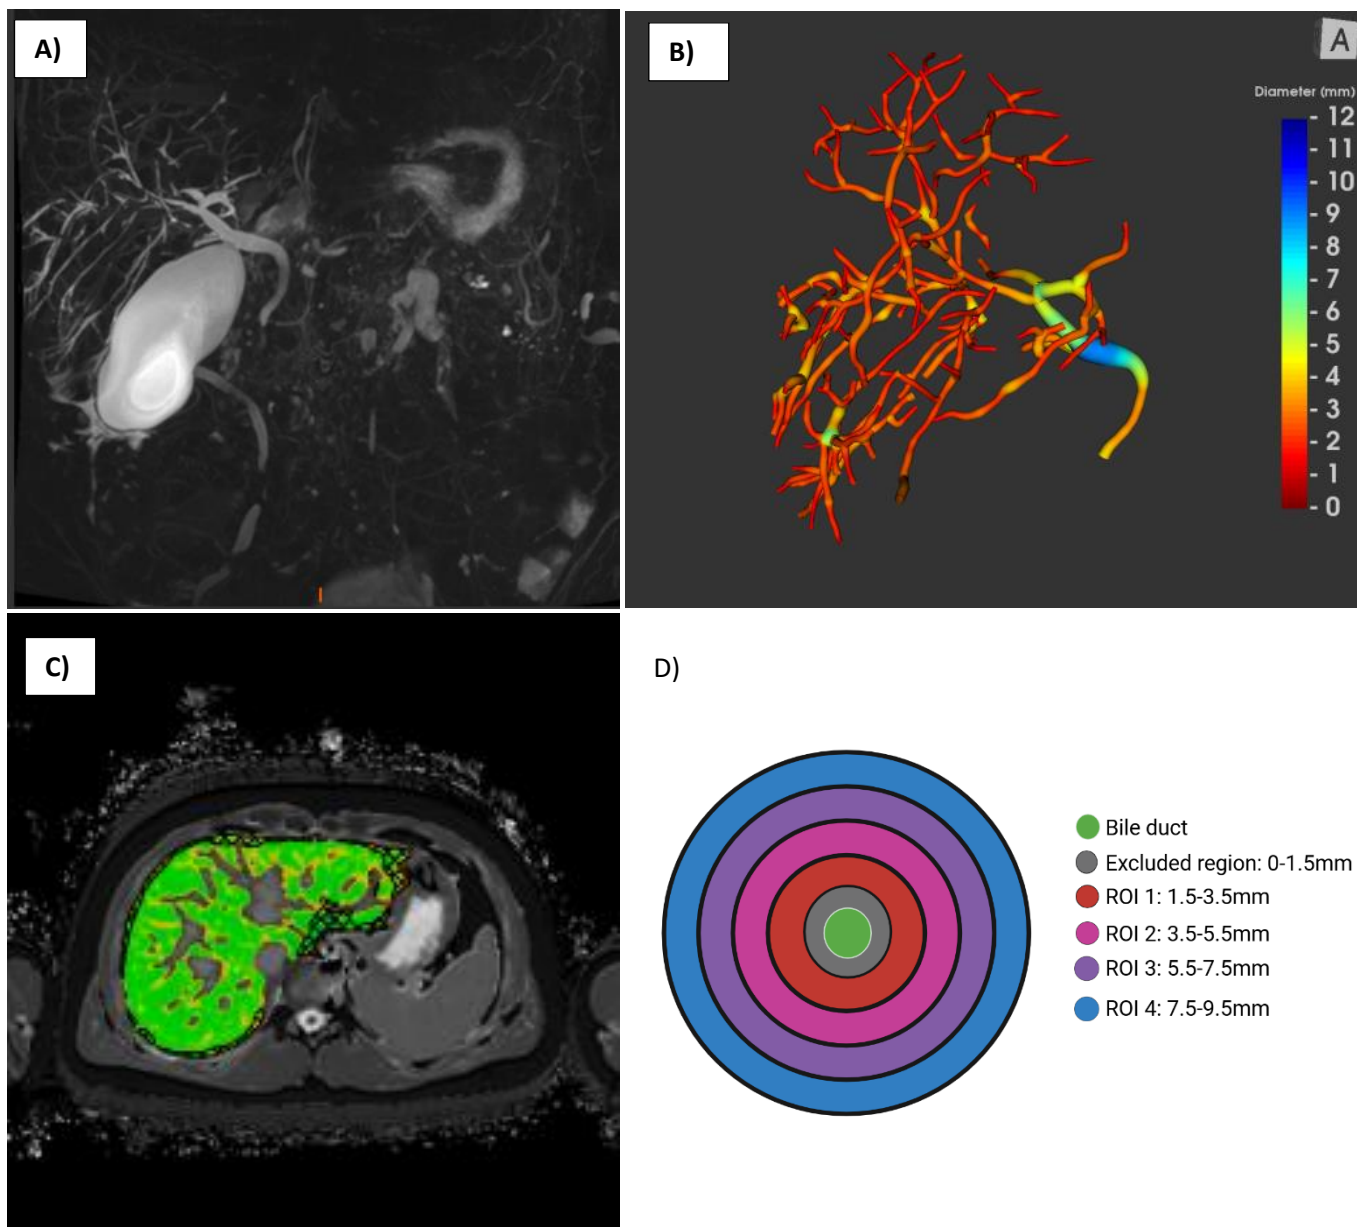 A)
B)
A
Diameter (mm)
- 12
- 11
- 10
- 9
- 8
- 7
- 6
- 5
- 4
- 3
- 2
- 1
- 0
C)
D)
Bile duct
Excluded region: 0-1.5mm
ROI 1: 1.5-3.5mm
ROI 2: 3.5-5.5mm
ROI 3: 5.5-7.5mm
ROI 4: 7.5-9.5mm